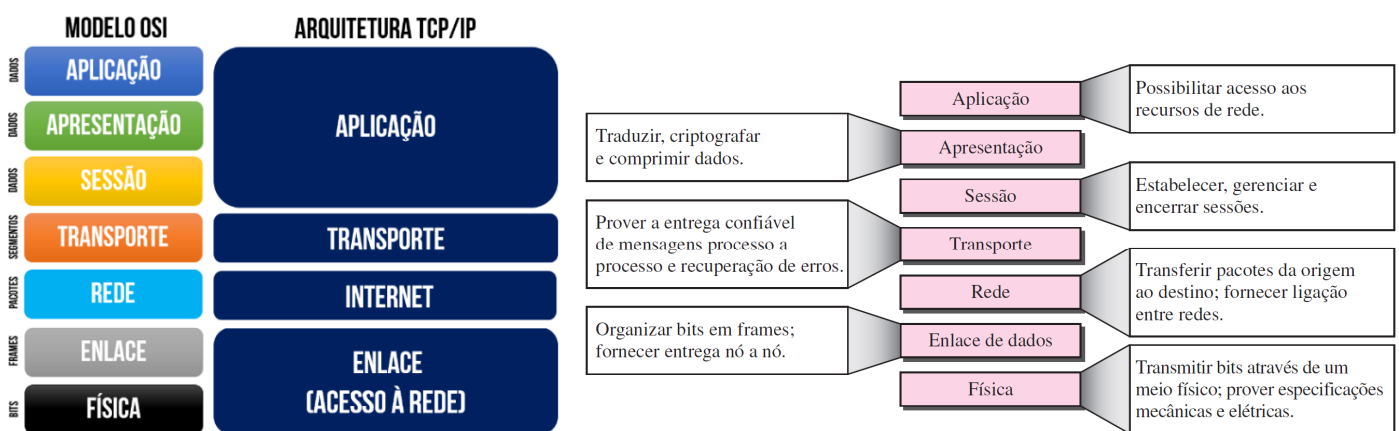 MODELO OSI
ARQUITETURA TCP/IP
DADOS
APLICAÇÃO
DADOS
APRESENTAÇÃO
DADOS
SESSÃO
SEGMENTOS
TRANSPORTE
PACOTES
REDE
FRAMES
ENLACE
BITS
FÍSICA
APLICAÇÃO
TRANSPORTE
INTERNET
ENLACE
(ACESSO À REDE)
Aplicação
Possibilitar acesso aos
recursos de rede.
Traduzir, criptografar
e comprimir dados.
Apresentação
Sessão
Estabelecer, gerenciar e
encerrar sessões.
Prover a entrega confiável
de mensagens processo a
processo e recuperação de erros.
Transporte
Rede
Transferir pacotes da origem
ao destino; fornecer ligação
entre redes.
Organizar bits em frames;
fornecer entrega nó a nó.
Enlace de dados
Física
Transmitir bits através de um
meio físico; prover especificações
mecânicas e elétricas.